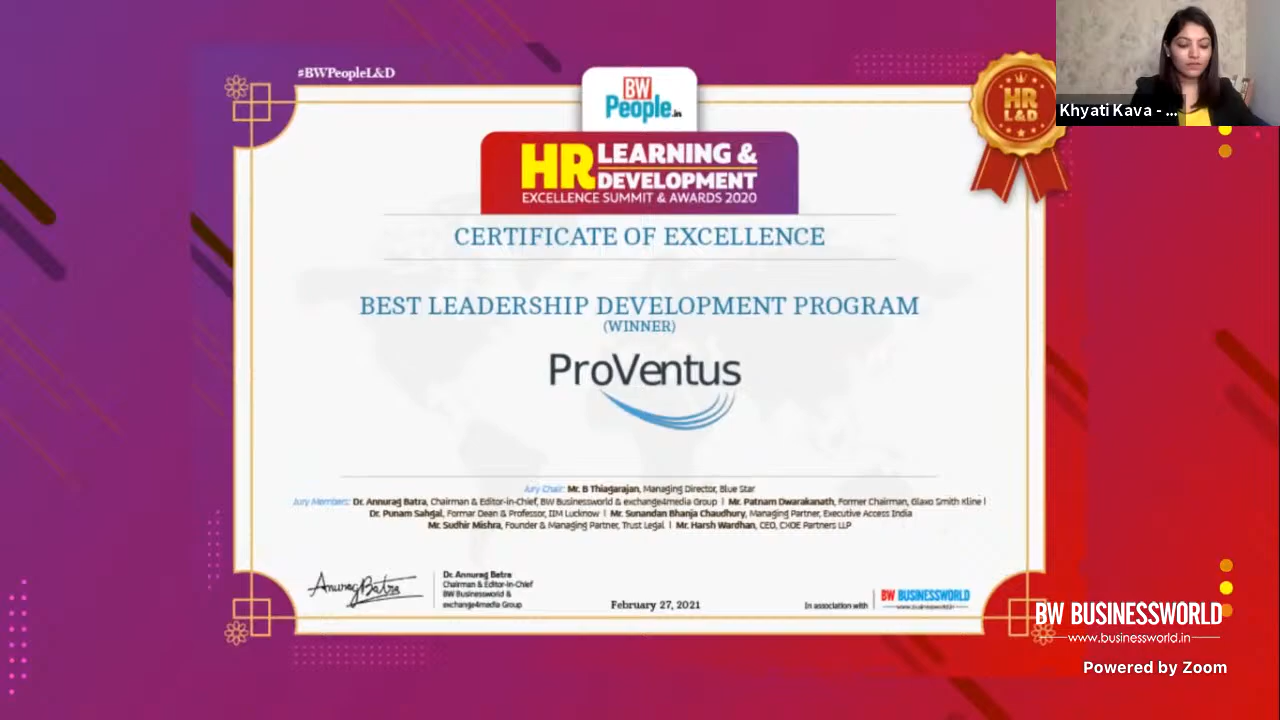 #BWPeopleL&D
BW
People.in
HR
L&D
Khyati Kava - ...
HR LEARNING &
DEVELOPMENT
EXCELLENCE SUMMIT & AWARDS 2020
CERTIFICATE OF EXCELLENCE
BEST LEADERSHIP DEVELOPMENT PROGRAM
(WINNER)
ProVentus
Jury Chair: Mr. B Thiagarajan, Managing Director, Blue Star
Jury Members: Dr. Annurag Batra, Chairman & Editor-in-Chief, BW Businessworld & exchange4media Group | Mr. Patnam Dwarakanath, Former Chairman, Glaxo Smith Kline |
Dr. Punam Sahgal, Former Dean & Professor, IIM Lucknow | Mr. Sunandan Bhanja Chaudhury, Managing Partner, Executive Access India
Mr. Sudhir Mishra, Founder & Managing Partner, Trust Legal | Mr. Harsh Wardhan, CEO, CXOE Partners LLP
Anurag Batra
Dr. Annurag Batra
Chairman & Editor-in-Chief
BW Businessworld &
exchange4media Group
February 27, 2021
In association with
BW BUSINESSWORLD
www.businessworld.in
BW BUSINESSWORLD
www.businessworld.in
Powered by Zoom